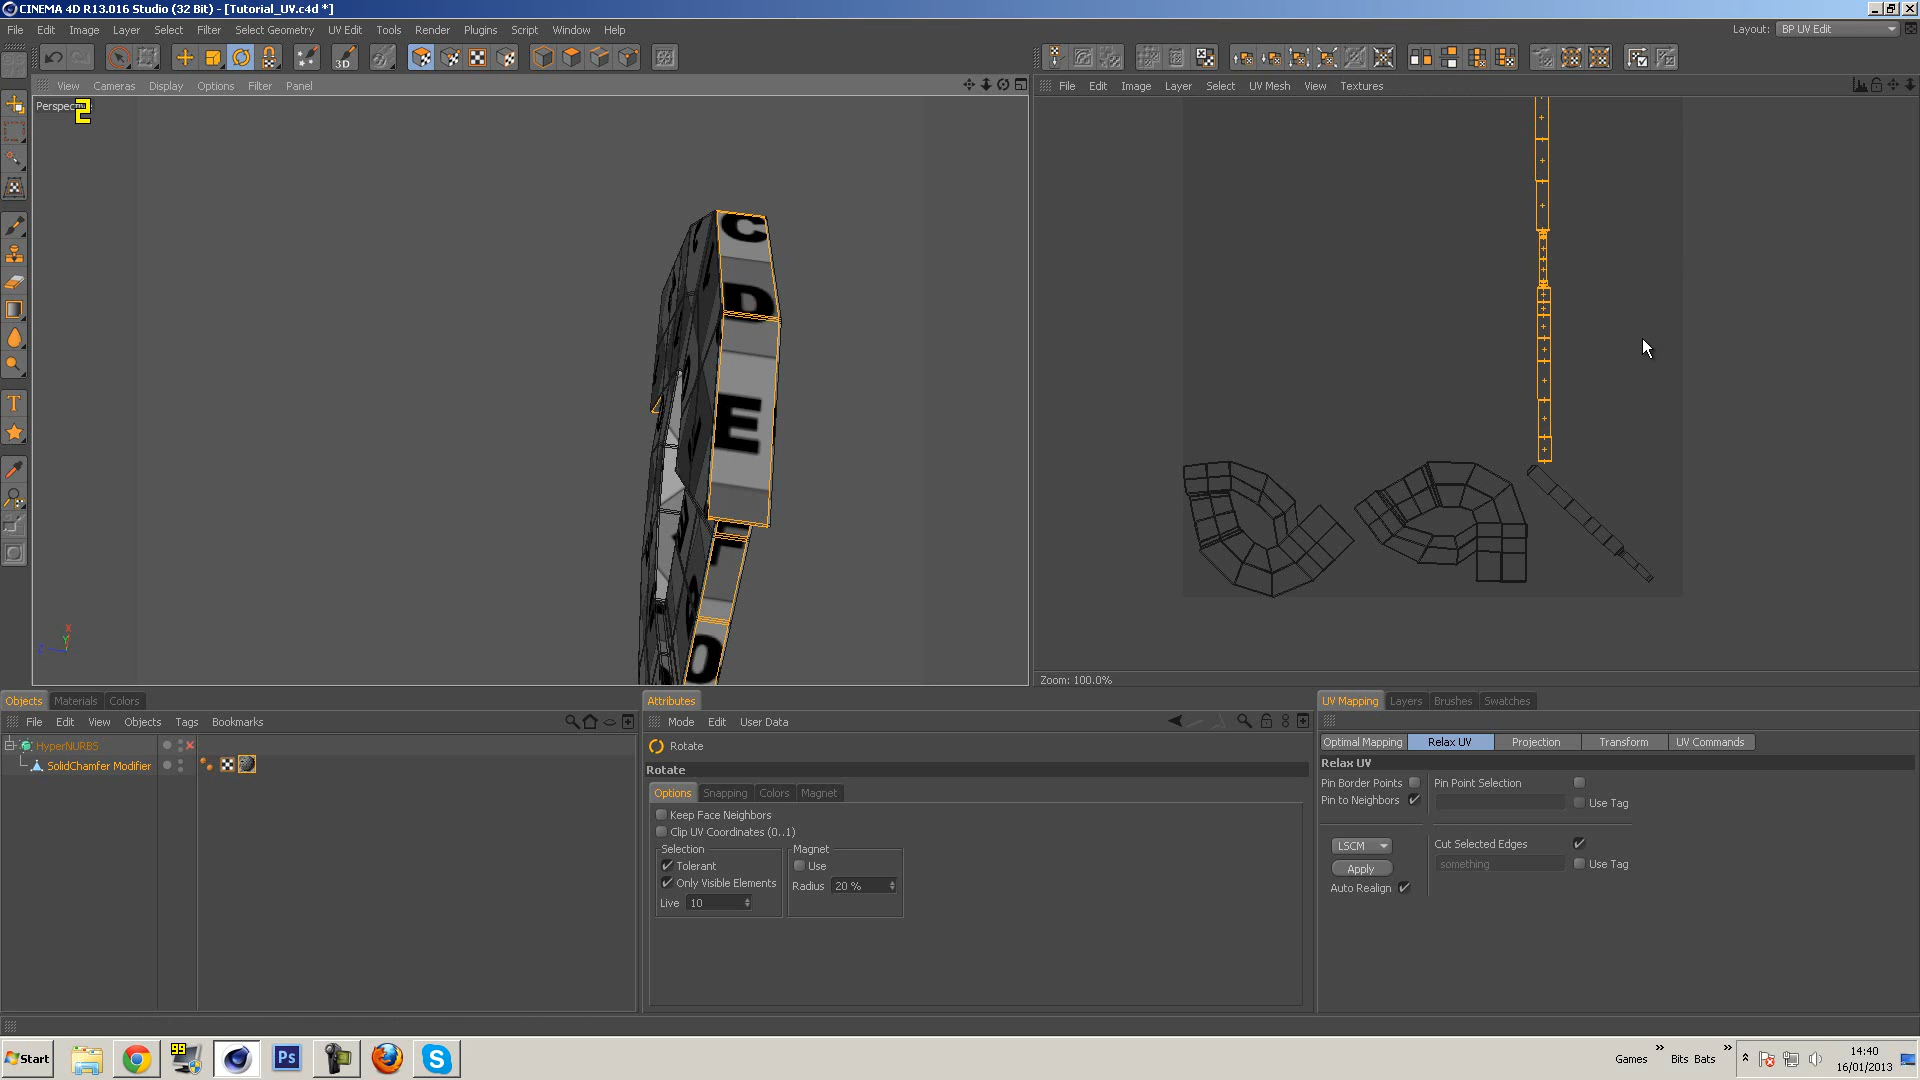 CINEMA 4D R13.016 Studio (32 Bit) - [Tutorial_UV.c4d *]
File Edit Image Layer Select Filter Select Geometry UV Edit Tools Render Plugins Script Window Help
Layout: BP UV Edit
3D
View Cameras Display Options Filter Panel
File Edit Image Layer Select UV Mesh View Textures
2
C
D
E
0
X
Y
T
Zoom: 100.0%
Objects Materials Colors
Attributes
UV Mapping Layers Brushes Swatches
File Edit View Objects Tags Bookmarks
Mode Edit User Data
HyperNURBS
SolidChamfer Modifier
Rotate
Rotate
Options Snapping Colors Magnet
Keep Face Neighbors
Clip UV Coordinates (0..1)
Selection
Tolerant
Only Visible Elements
Live 10
Magnet
Use
Radius 20 %
Optimal Mapping Relax UV Projection Transform UV Commands
Relax UV
Pin Border Points
Pin to Neighbors
Pin Point Selection
Use Tag
LSCM
Apply
Auto Realign
Cut Selected Edges
something
Use Tag
Start
99
Ps
Games »
Bits Bats »
14:40
16/01/2013